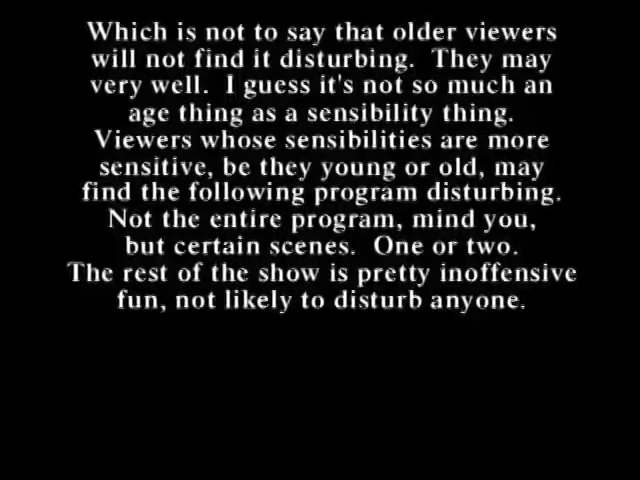 Which is not to say that older viewers
will not find it disturbing. They may
very well. I guess it's not so much an
age thing as a sensibility thing.
Viewers whose sensibilities are more
sensitive, be they young or old, may
find the following program disturbing.
Not the entire program, mind you,
but certain scenes. One or two.
The rest of the show is pretty inoffensive
fun, not likely to disturb anyone.